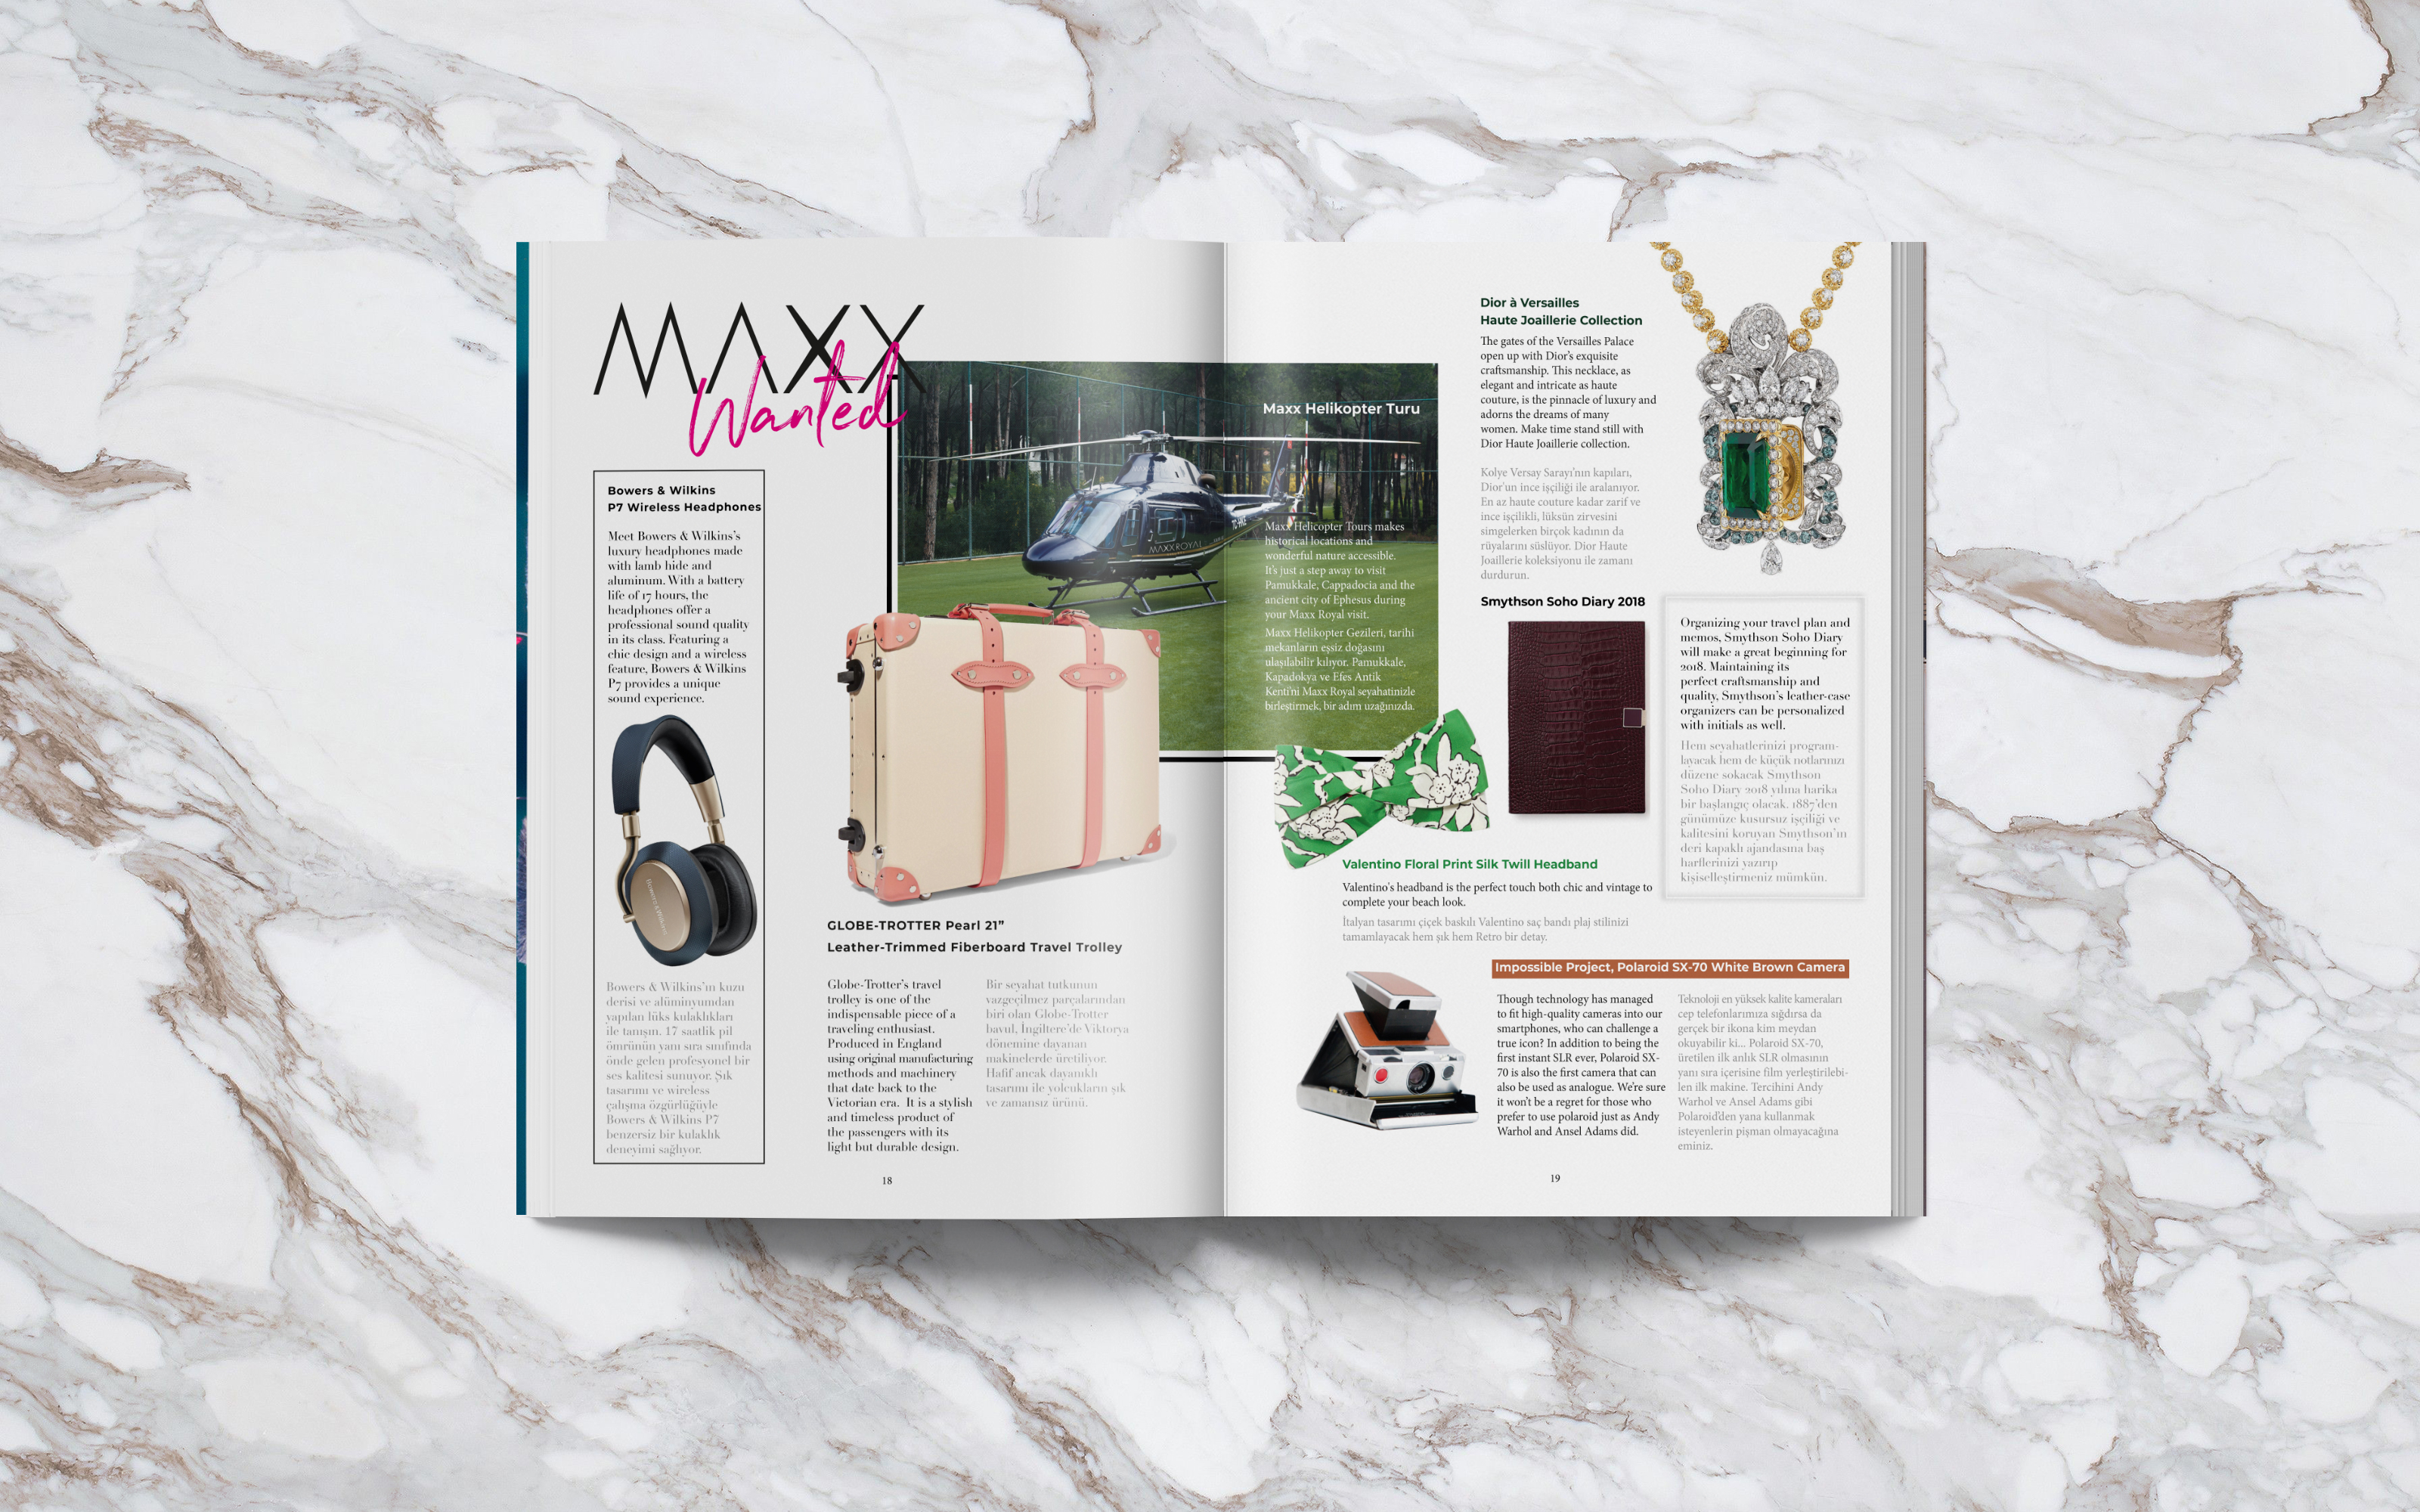 MAXX
Wanted
Bowers & Wilkins
P7 Wireless Headphones
Meet Bowers & Wilkins's
luxury headphones made
with lamb hide and
aluminum. With a battery
life of 17 hours, the
headphones offer a
professional sound quality
in its class. Featuring a
chic design and a wireless
feature, Bowers & Wilkins
P7 provides a unique
sound experience.
Bowers & Wilkins
Bowers & Wilkins'ın kuzu
derisi ve alüminyumdan
yapılan lüks kulaklıkları
ile tanışın. 17 saatlik pil
ömrünün yanı sıra sınıfında
önde gelen profesyonel bir
ses kalitesi sunuyor. Şık
tasarımı ve wireless
çalışma özgürlüğüyle
Bowers & Wilkins P7
benzersiz bir kulaklık
deneyimi sağlıyor.
GLOBE-TROTTER Pearl 21”
Leather-Trimmed Fiberboard Travel Trolley
Globe-Trotter's travel
trolley is one of the
indispensable piece of a
traveling enthusiast.
Produced in England
using original manufacturing
methods and machinery
that date back to the
Victorian era. It is a stylish
and timeless product of
the passengers with its
light but durable design.
Bir seyahat tutkunun
vazgeçilmez parçalarından
biri olan Globe-Trotter
bavul, İngiltere'de Viktorya
dönemine dayanan
makinelerde üretiliyor.
Hafif ancak dayanıklı
tasarımı ile yolcukların şık
ve zamansız ürünü.
18
Maxx Helikopter Turu
MAXXROYAL
Maxx Helicopter Tours makes
historical locations and
wonderful nature accessible.
It's just a step away to visit
Pamukkale, Cappadocia and the
ancient city of Ephesus during
your Maxx Royal visit.
Maxx Helikopter Gezileri, tarihi
mekanların eşsiz doğasını
ulaşılabilir kılıyor. Pamukkale,
Kapadokya ve Efes Antik
Kenti'ni Maxx Royal seyahatinizle
birleştirmek, bir adım uzağınızda.
Dior à Versailles
Haute Joaillerie Collection
The gates of the Versailles Palace
open up with Dior's exquisite
craftsmanship. This necklace, as
elegant and intricate as haute
couture, is the pinnacle of luxury and
adorns the dreams of many
women. Make time stand still with
Dior Haute Joaillerie collection.
Kolye Versay Sarayı'nın kapıları,
Dior'un ince işçiliği ile aralanıyor.
En az haute couture kadar zarif ve
ince işçilikli, lüksün zirvesini
simgelerken birçok kadının da
rüyalarını süslüyor. Dior Haute
Joaillerie koleksiyonu ile zamanı
durdurun.
Smythson Soho Diary 2018
Organizing your travel plan and
memos, Smythson Soho Diary
will make a great beginning for
2018. Maintaining its
perfect craftsmanship and
quality, Smythson's leather-case
organizers can be personalized
with initials as well.
Hem seyahatlerinizi program-
layacak hem de küçük notlarınızı
düzene sokacak Smythson
Soho Diary 2018 yılına harika
bir başlangıç olacak. 1887'den
günümüze kusursuz işçiliği ve
kalitesini koruyan Smythson'ın
deri kapaklı ajandasına baş
harflerinizi yazırıp
kişiselleştirmeniz mümkün.
Valentino Floral Print Silk Twill Headband
Valentino's headband is the perfect touch both chic and vintage to
complete your beach look.
İtalyan tasarımı çiçek baskılı Valentino saç bandı plaj stilinizi
tamamlayacak hem şık hem Retro bir detay.
Impossible Project, Polaroid SX-70 White Brown Camera
Though technology has managed
to fit high-quality cameras into our
smartphones, who can challenge a
true icon? In addition to being the
first instant SLR ever, Polaroid SX-
70 is also the first camera that can
also be used as analogue. We're sure
it won't be a regret for those who
prefer to use polaroid just as Andy
Warhol and Ansel Adams did.
Teknoloji en yüksek kalite kameraları
cep telefonlarımıza sığdırsa da
gerçek bir ikona kim meydan
okuyabilir ki... Polaroid SX-70,
üretilen ilk anlık SLR olmasının
yanı sıra içerisine film yerleştirilebi-
len ilk makine. Tercihini Andy
Warhol ve Ansel Adams gibi
Polaroid'den yana kullanmak
isteyenlerin pişman olmayacağına
eminiz.
19